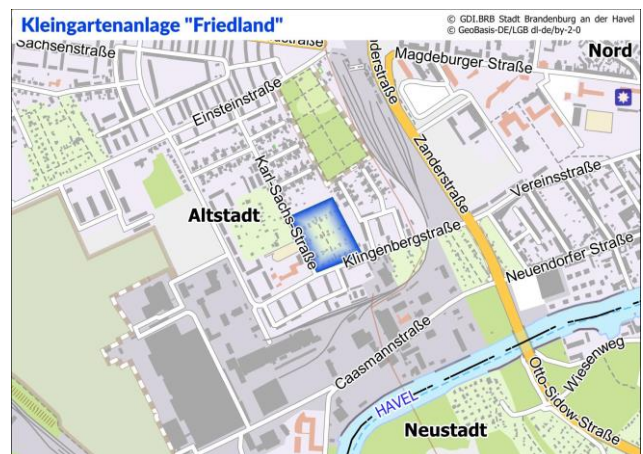 Kleingartenanlage "Friedland"
© GDI.BRB Stadt Brandenburg an der Havel
© GeoBasis-DE/LGB dl-de/by-2-0
Sachsenstraße
Zanderstraße
Magdeburger Straße
Nord
Einsteinstraße
Karl-Sachs-Straße
Zanderstraße
Vereinsstraße
Altstadt
Klingenbergstraße
Neuendorfer Straße
Caasmannstraße
Wiesenweg
HAVEL
Otto-Sidow-Straße
Neustadt